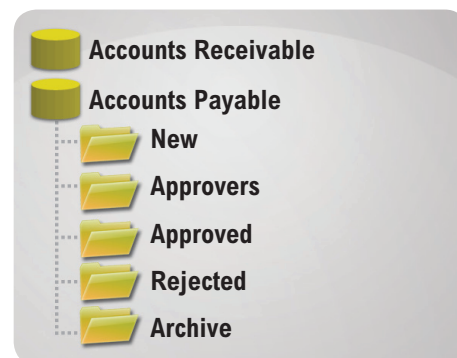 Accounts Receivable
Accounts Payable
New
Approvers
Approved
Rejected
Archive